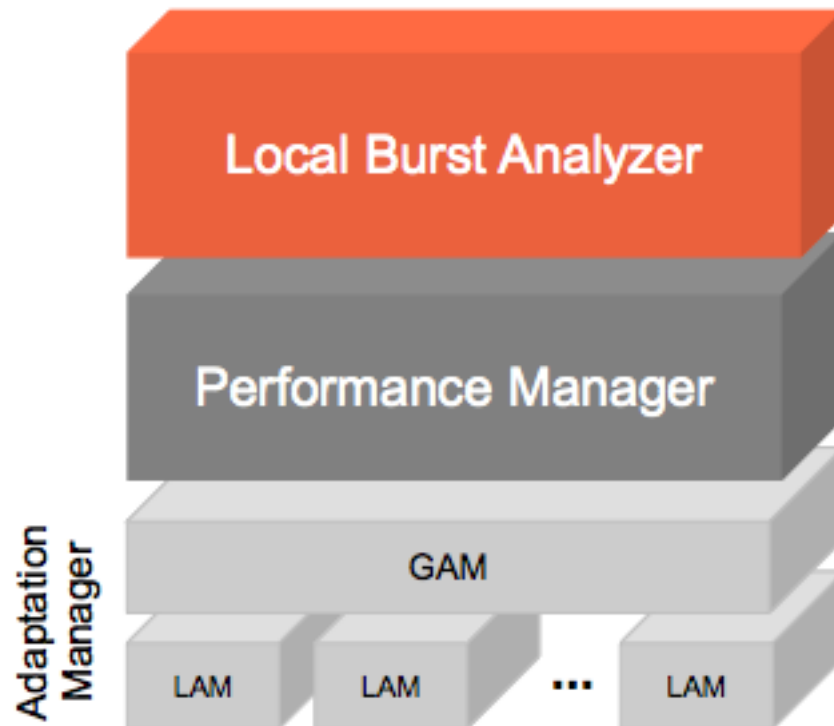 Local Burst Analyzer
Performance Manager
Adaptation
Manager
GAM
LAM
LAM
...
LAM